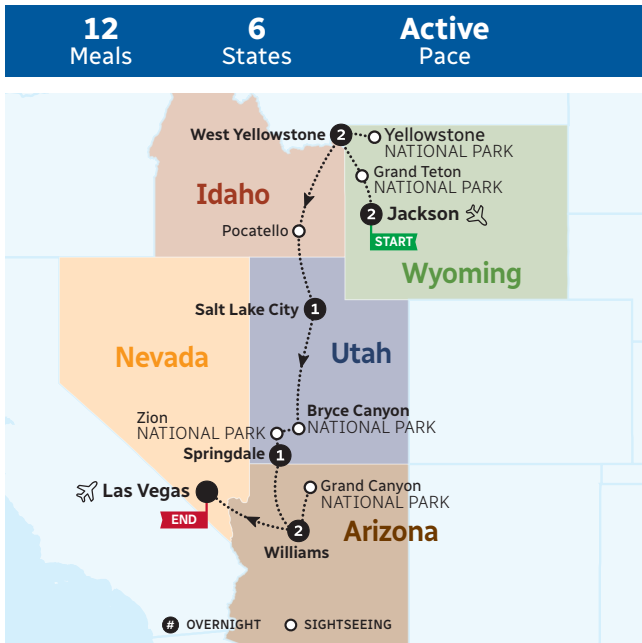 12
Meals
6
States
Active
Pace
West Yellowstone
2
Yellowstone
NATIONAL PARK
Grand Teton
NATIONAL PARK
Idaho
2
Jackson
START
Pocatello
Wyoming
Salt Lake City
1
Nevada
Utah
Bryce Canyon
NATIONAL PARK
Zion
NATIONAL PARK
Springdale
1
Las Vegas
END
Grand Canyon
NATIONAL PARK
2
Williams
Arizona
# OVERNIGHT
SIGHTSEEING